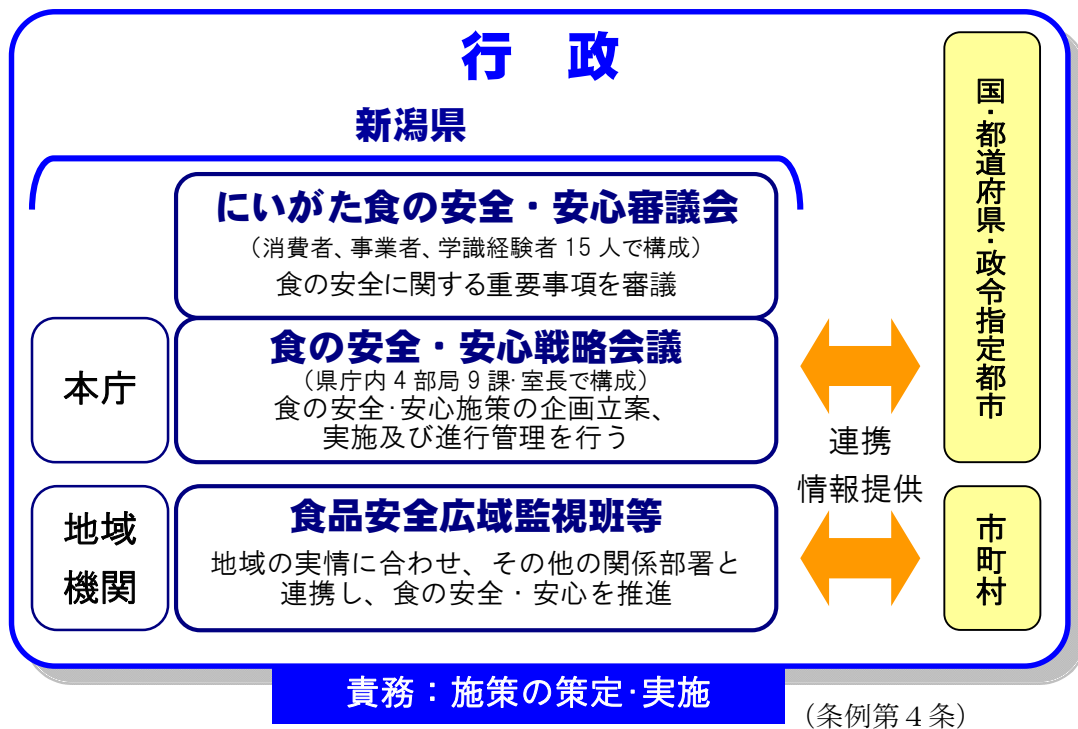 行　政
新潟県
にいがた食の安全・安心審議会
（消費者、事業者、学識経験者 15 人で構成）
食の安全に関する重要事項を審議
本庁
食の安全・安心戦略会議
（県庁内 4 部局 9 課･室長で構成）
食の安全･安心施策の企画立案、
実施及び進行管理を行う
地域
機関
食品安全広域監視班等
地域の実情に合わせ、その他の関係部署と
連携し、食の安全・安心を推進
連携
情報提供
国・都道府県・政令指定都市
市町村
責務：施策の策定･実施
（条例第４条）